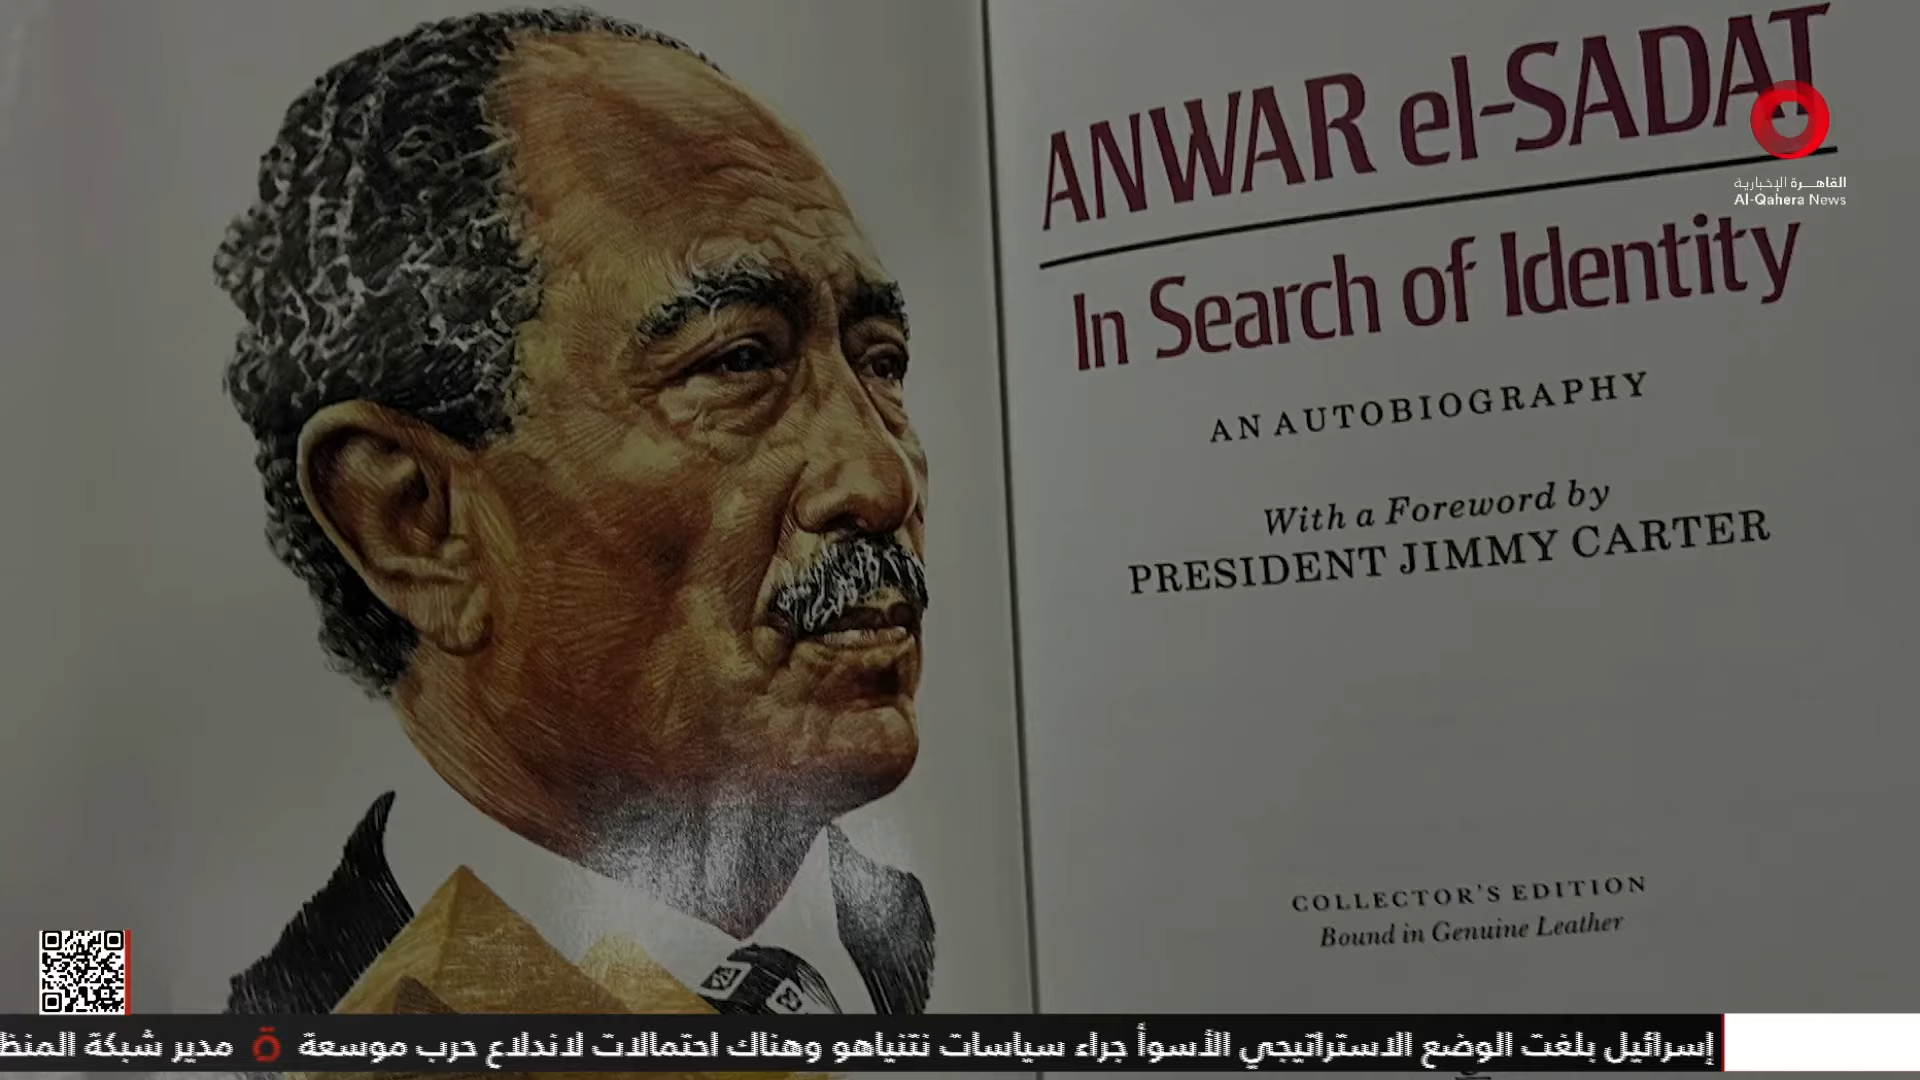 ANWAR el-SADAT
In Search of Identity
AN AUTOBIOGRAPHY
With a Foreword by
PRESIDENT JIMMY CARTER
COLLECTOR'S EDITION
Bound in Genuine Leather
القاهرة الإخبارية
Al-Qahera News
إسرائيل بلغت الوضع الاستراتيجي الأسوأ جراء سياسات نتنياهو وهناك احتمالات لاندلاع حرب موسعة ة مدير شبكة